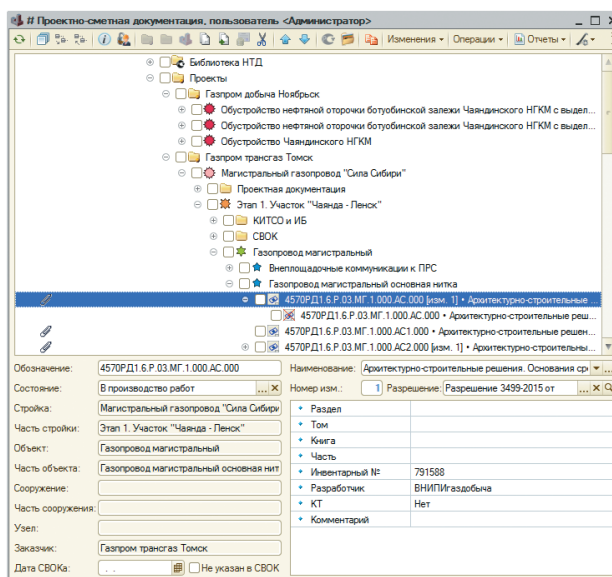 # Проектно-сметная документация, пользователь <Администратор>
Изменения Операции Отчеты
Библиотека НТД
Проекты
Газпром добыча Ноябрьск
Обустройство нефтяной оторочки ботуобинской залежи Чаяндинского НГКМ с выдел...
Обустройство нефтяной оторочки ботуобинской залежи Чаяндинского НГКМ с выдел...
Обустройство Чаяндинского НГКМ
Газпром трансгаз Томск
Магистральный газопровод "Сила Сибири"
Проектная документация
Этап 1. Участок "Чаянда - Ленск"
КИТСО и ИБ
СВОК
Газопровод магистральный
Внеплощадочные коммуникации к ПРС
Газопровод магистральный основная нитка
4570РД1.6.Р.03.МГ.1.000.АС.000 [изм. 1] • Архитектурно-строительные ...
4570РД1.6.Р.03.МГ.1.000.АС.000 • Архитектурно-строительные реш...
4570РД1.6.Р.03.МГ.1.000.АС1.000 • Архитектурно-строительные решен...
4570РД1.6.Р.03.МГ.1.000.АС2.000 [изм. 1] • Архитектурно-строительны...
Обозначение: 4570РД1.6.Р.03.МГ.1.000.АС.000 Наименование: Архитектурно-строительные решения. Основания сре
Состояние: В производство работ ... Номер изм.: 1 Разрешение: Разрешение 3499-2015 от ...
Стройка: Магистральный газопровод "Сила Сибири Раздел
Часть стройки: Этап 1. Участок "Чаянда - Ленск" Том
Книга
Объект: Газопровод магистральный Часть
Часть объекта: Газопровод магистральный основная нит Инвентарный № 791588
Сооружение: Разработчик ВНИПИгаздобыча
Часть сооружения: КТ Нет
Узел: Комментарий
Заказчик: Газпром трансгаз Томск
Дата СВОКа: . . Не указан в СВОК